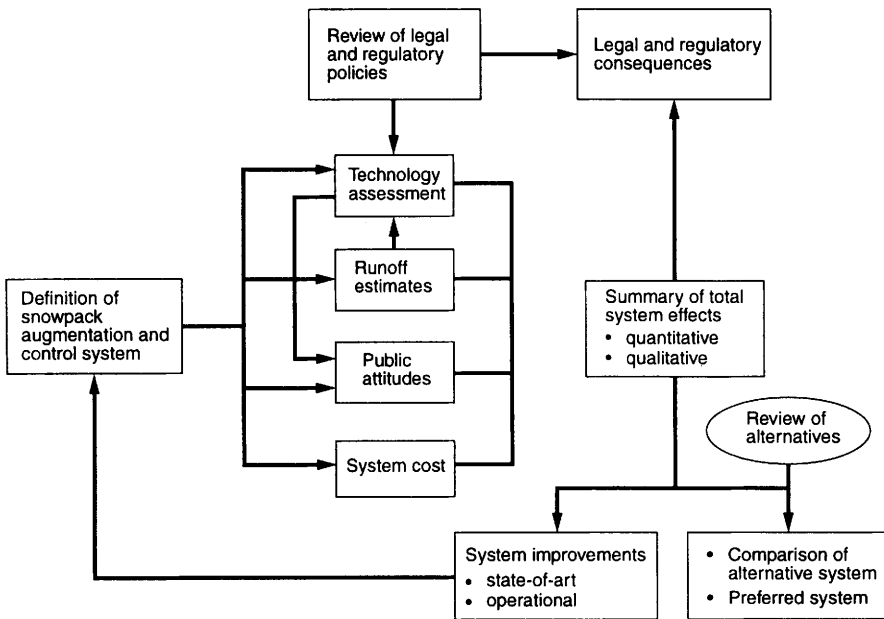 Review of legal
and regulatory
policies
Legal and regulatory
consequences
Technology
assessment
Runoff
estimates
Definition of
snowpack
augmentation and
control system
Public
attitudes
System cost
Summary of total
system effects
• quantitative
• qualitative
Review of
alternatives
System improvements
• state-of-art
• operational
• Comparison of
alternative system
• Preferred system